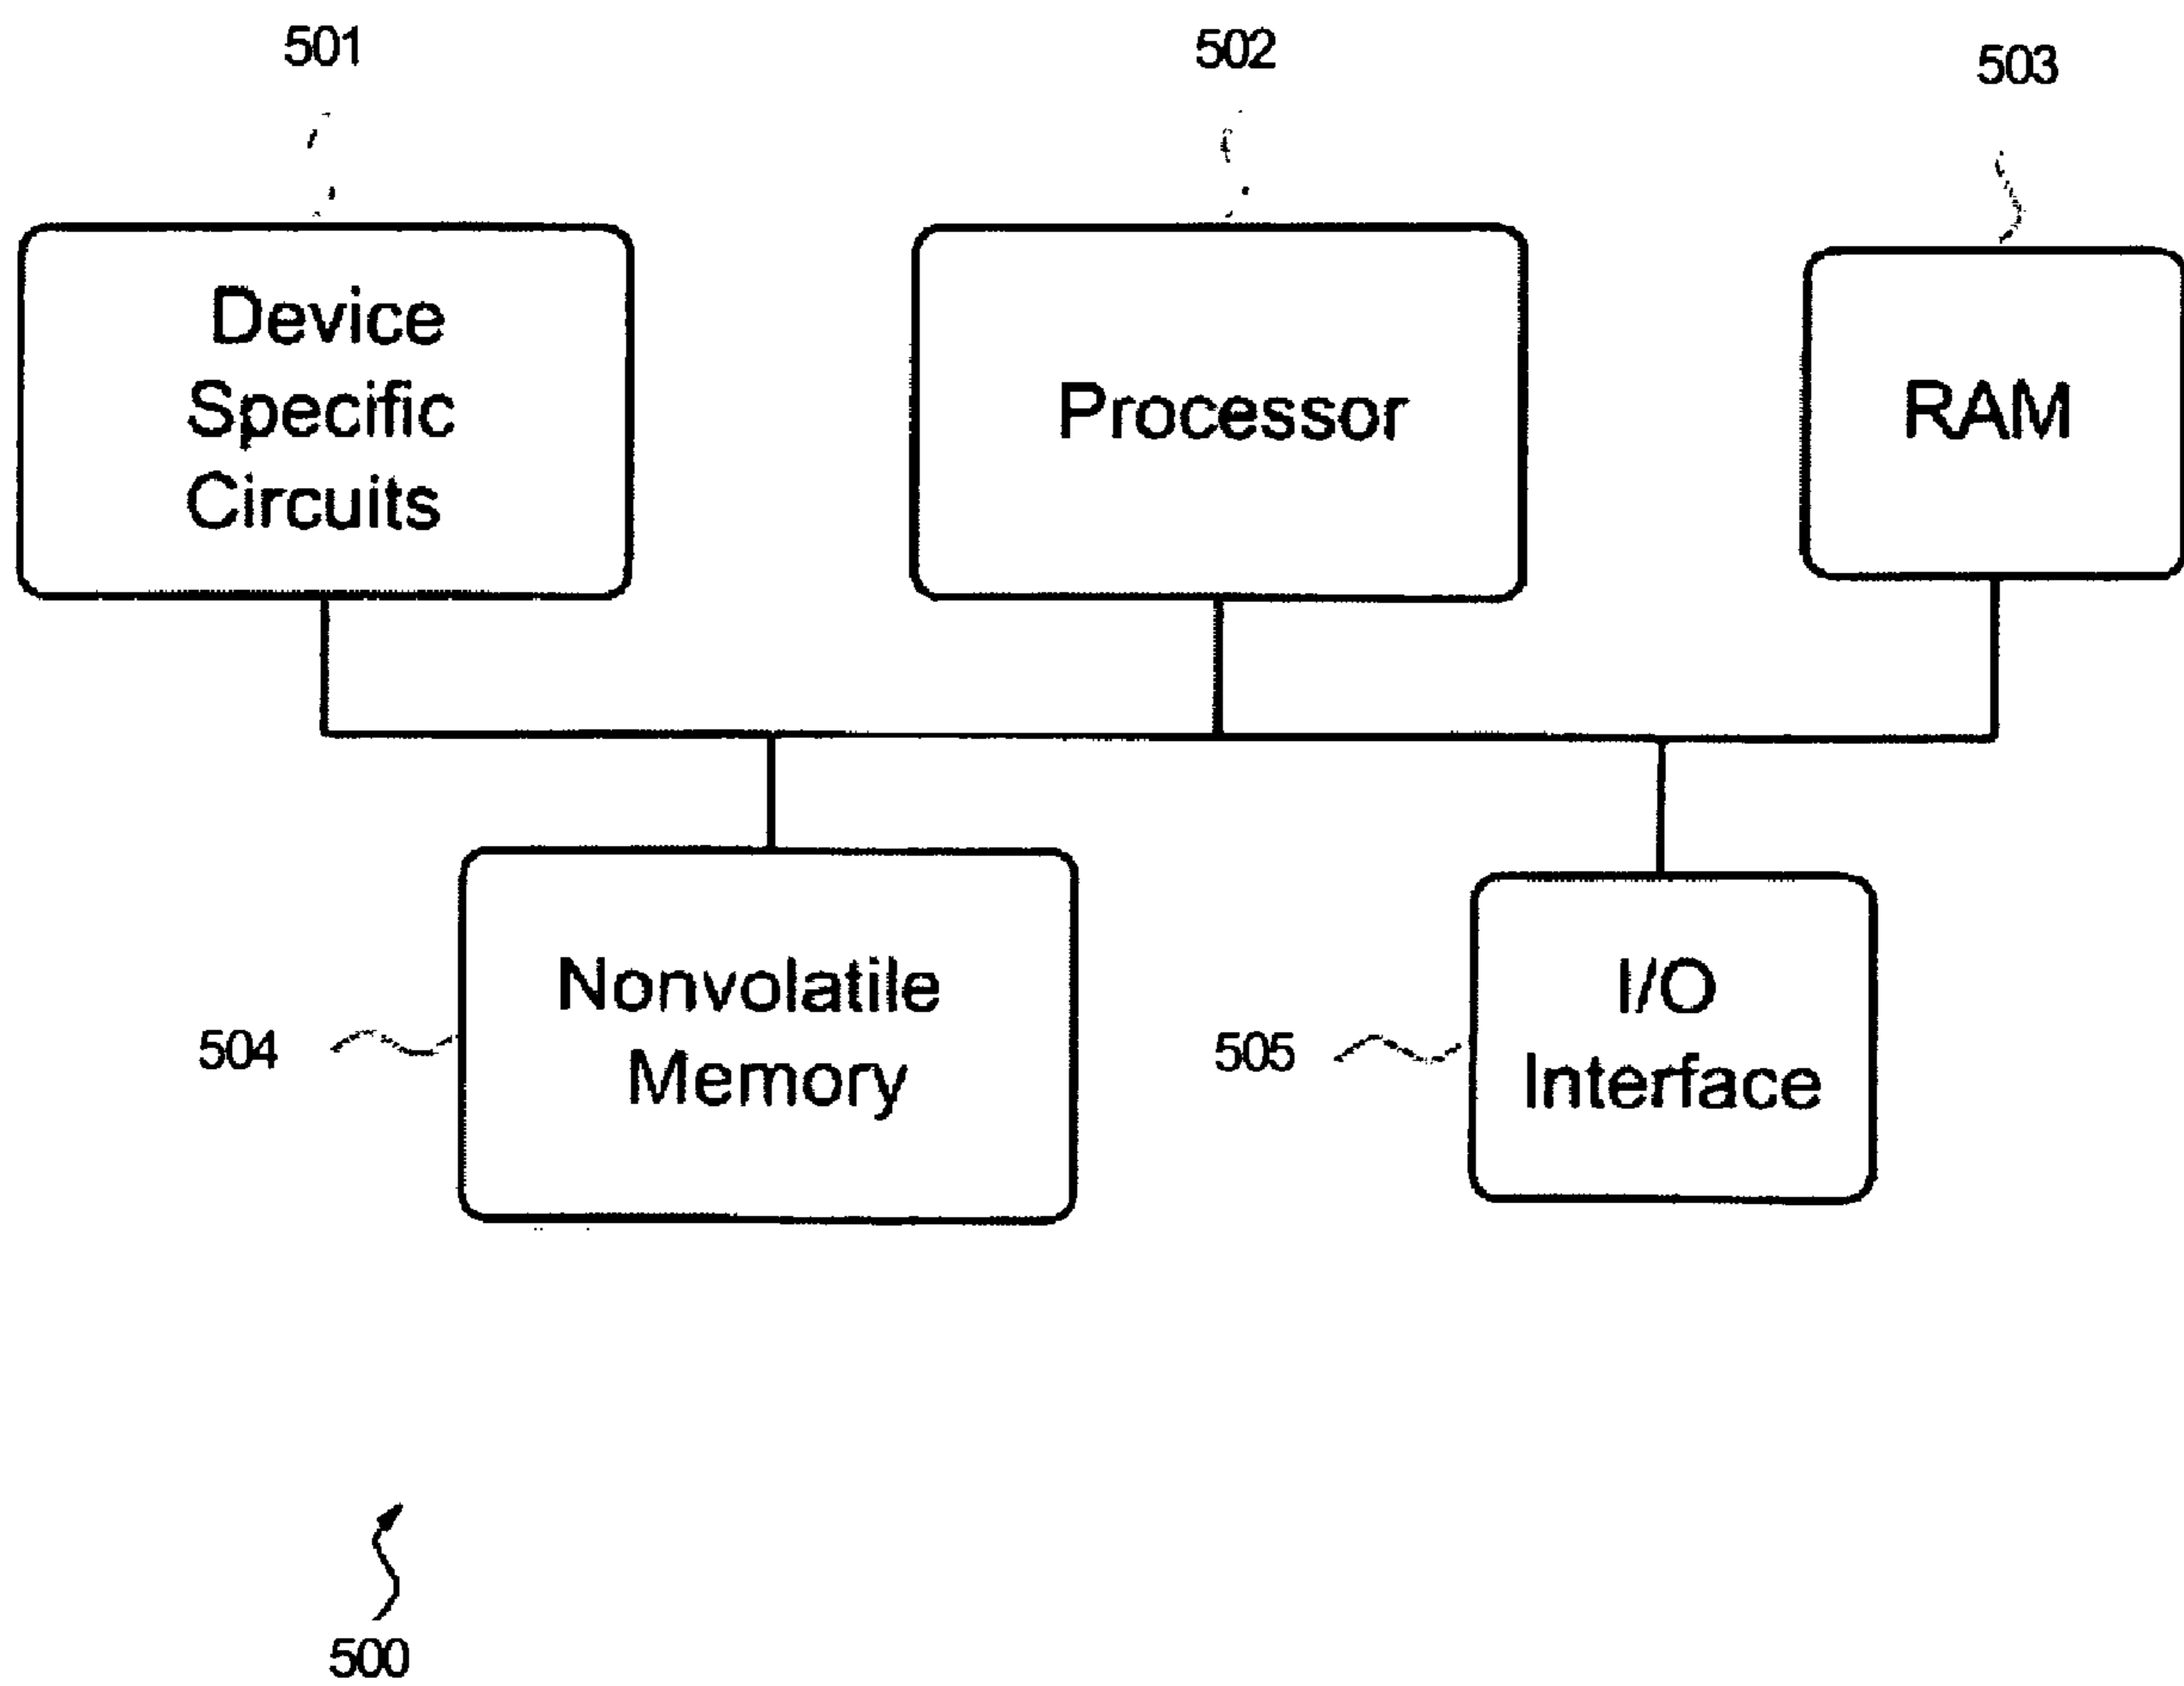 501
502
503
Device
Specific
Circuits
Processor
RAM
504
Nonvolatile
Memory
505
I/O
Interface
500